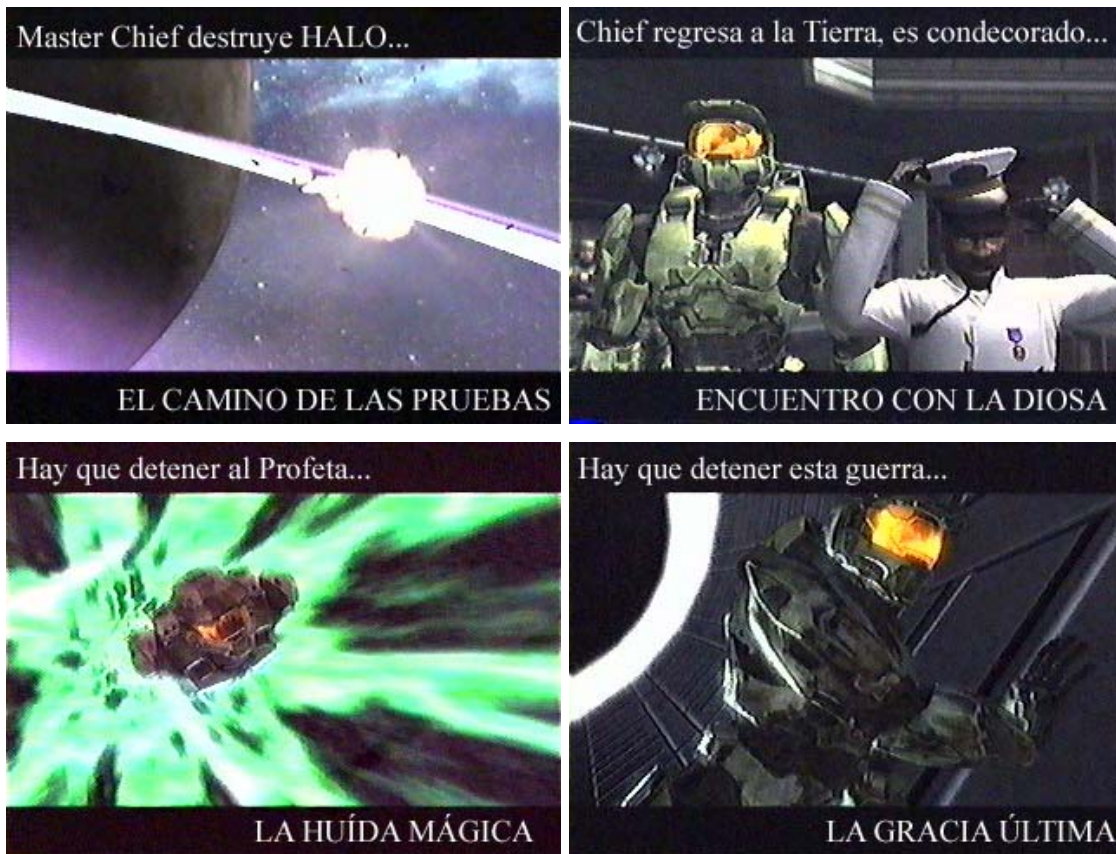 Master Chief destruye HALO...
EL CAMINO DE LAS PRUEBAS
Chief regresa a la Tierra, es condecorado...
ENCUENTRO CON LA DIOSA
Hay que detener al Profeta...
LA HUÍDA MÁGICA
Hay que detener esta guerra...
LA GRACIA ÚLTIMA